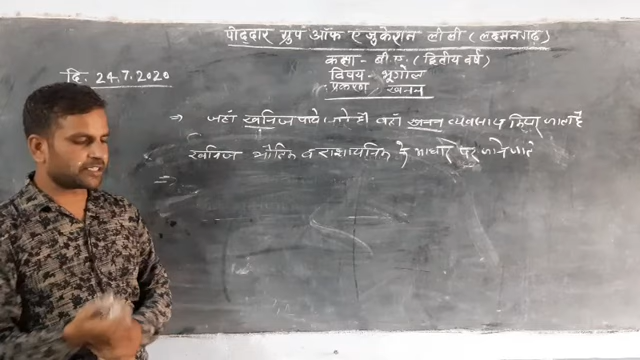 पोद्दार ग्रुप ऑफ एजुकेशन लीली (लक्ष्मनगढ़)
कक्षा- बी.ए. (द्वितीय वर्ष)
दि. 24.7.2020
विषय- भूगोल
प्रकरण खनन
⇒ जहां खनिज पाये जाते है वहां खनन व्यवसाय किया जाता है
खनिज भौतिक व रासायनिक के आधार पर जाने जाते
⇒